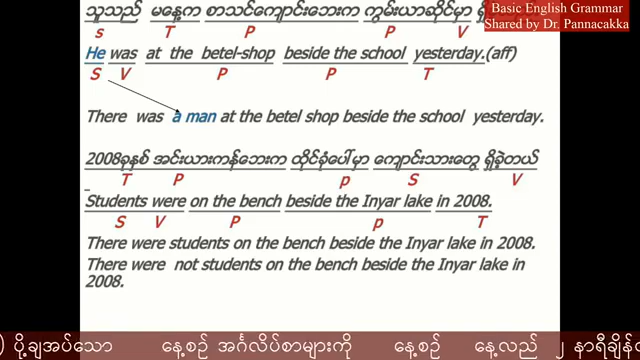 Basic English Grammar
Shared by Dr. Pannacakka
သူသည် မနေ့က စာသင်ကျောင်းဘေးက ကွမ်းယာဆိုင်မှာ
S T P P V
He was at the betel-shop beside the school yesterday.(aff)
S V P P T
There was a man at the betel shop beside the school yesterday.
2008ခုနှစ် အင်းယားကန်ဘေးက ထိုင်ခုံပေါ်မှာ ကျောင်းသားတွေ ရှိခဲ့တယ်
T P p S V
Students were on the bench beside the Inyar lake in 2008.
S V P p T
There were students on the bench beside the Inyar lake in 2008.
There were not students on the bench beside the Inyar lake in
2008.
ပို့ချအပ်သော နေ့စဉ် အင်္ဂလိပ်စာများကို နေ့စဉ် နေ့လည် ၂ နာရီချိန်